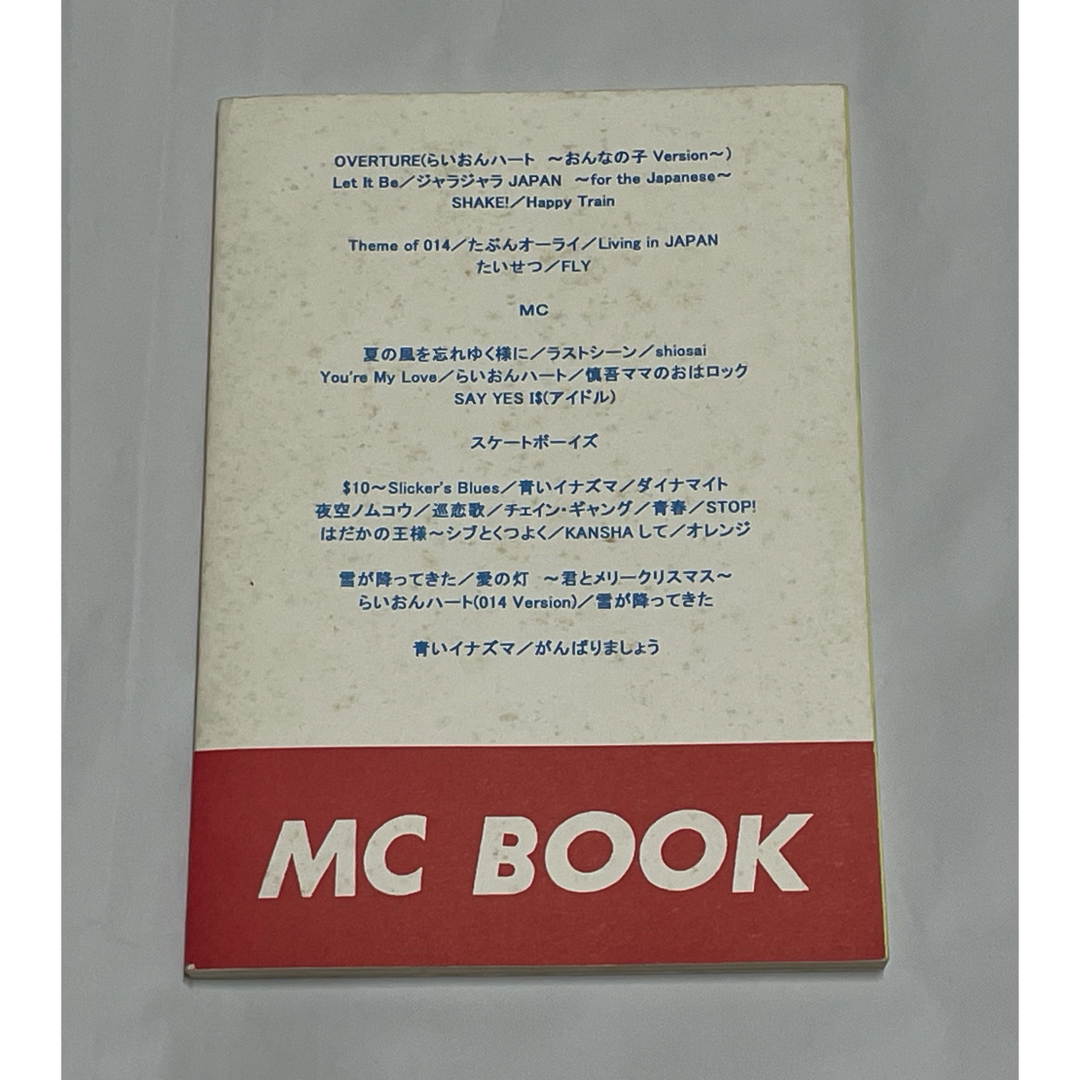 OVERTURE(らいおんハート ～おんなの子 Version～)
Let It Be／ジャラジャラ JAPAN ～for the Japanese～
SHAKE!／Happy Train
Theme of 014／たぶんオーライ／Living in JAPAN
たいせつ／FLY
MC
夏の風を忘れゆく様に／ラストシーン／shiosai
You're My Love／らいおんハート／慎吾ママのおはロック
SAY YES I$(アイドル)
スケートボーイズ
$10～Slicker's Blues／青いイナズマ／ダイナマイト
夜空ノムコウ／巡恋歌／チェイン・ギャング／青春／STOP!
はだかの王様～シブとくつよく／KANSHA して／オレンジ
雪が降ってきた／愛の灯 ～君とメリークリスマス～
らいおんハート(014 Version)／雪が降ってきた
青いイナズマ／がんばりましょう
MC BOOK